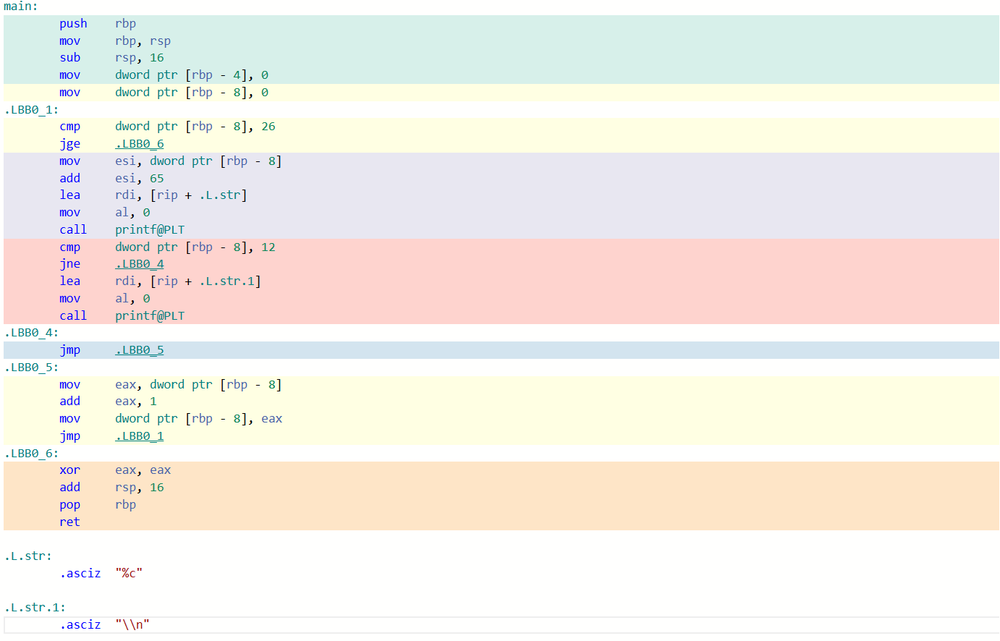 main:
push rbp
mov rbp, rsp
sub rsp, 16
mov dword ptr [rbp - 4], 0
mov dword ptr [rbp - 8], 0
.LBB0_1:
cmp dword ptr [rbp - 8], 26
jge .LBB0_6
mov esi, dword ptr [rbp - 8]
add esi, 65
lea rdi, [rip + .L.str]
mov al, 0
call printf@PLT
cmp dword ptr [rbp - 8], 12
jne .LBB0_4
lea rdi, [rip + .L.str.1]
mov al, 0
call printf@PLT
.LBB0_4:
jmp .LBB0_5
.LBB0_5:
mov eax, dword ptr [rbp - 8]
add eax, 1
mov dword ptr [rbp - 8], eax
jmp .LBB0_1
.LBB0_6:
xor eax, eax
add rsp, 16
pop rbp
ret
.L.str:
.asciz "%c"
.L.str.1:
.asciz "\\n"